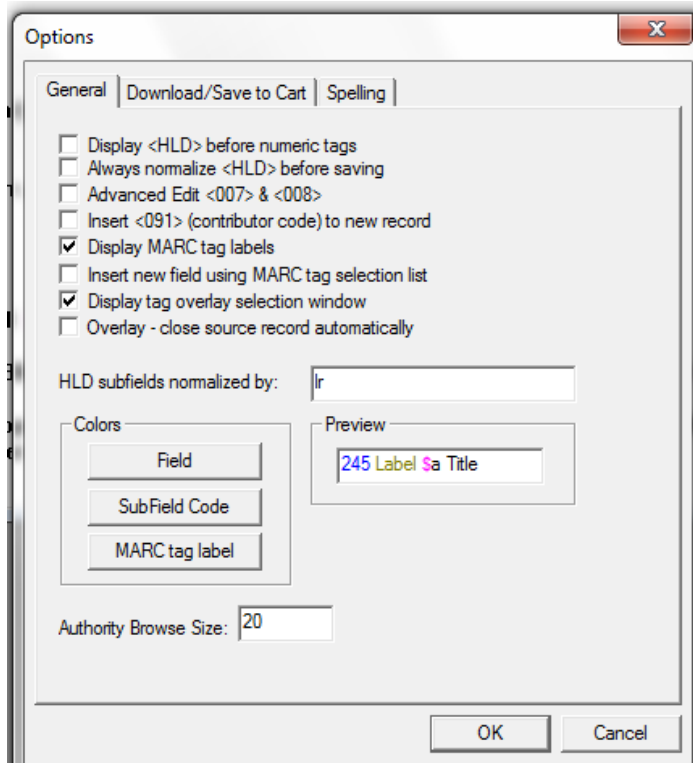 Options
General Download/Save to Cart Spelling
Display <HLD> before numeric tags
Always normalize <HLD> before saving
Advanced Edit <007> & <008>
Insert <091> (contributor code) to new record
Display MARC tag labels
Insert new field using MARC tag selection list
Display tag overlay selection window
Overlay - close source record automatically
HLD subfields normalized by: lr
Colors Preview
Field
245 Label $a Title
SubField Code
MARC tag label
Authority Browse Size: 20
OK Cancel